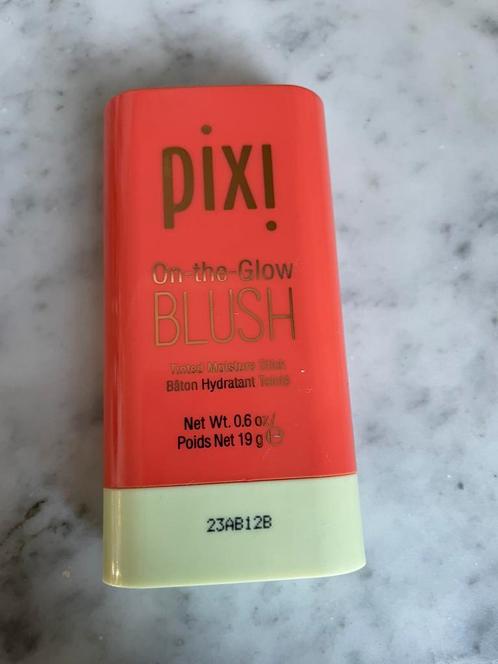 pixi
On-the-Glow
BLUSH
Tinted Moisture Stick
Bâton Hydratant Teinté
Net Wt. 0.6 oz/
Poids Net 19 g ℮
23AB12B